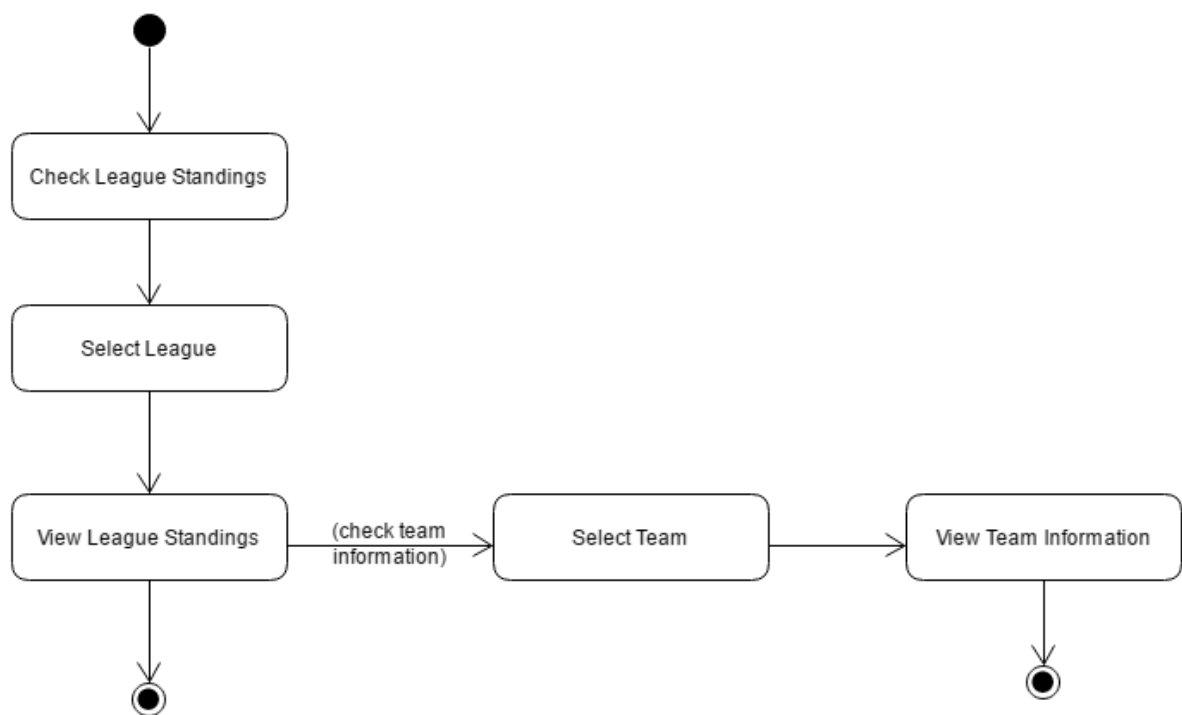 Check League Standings
Select League
View League Standings
(check team
information)
Select Team
View Team Information